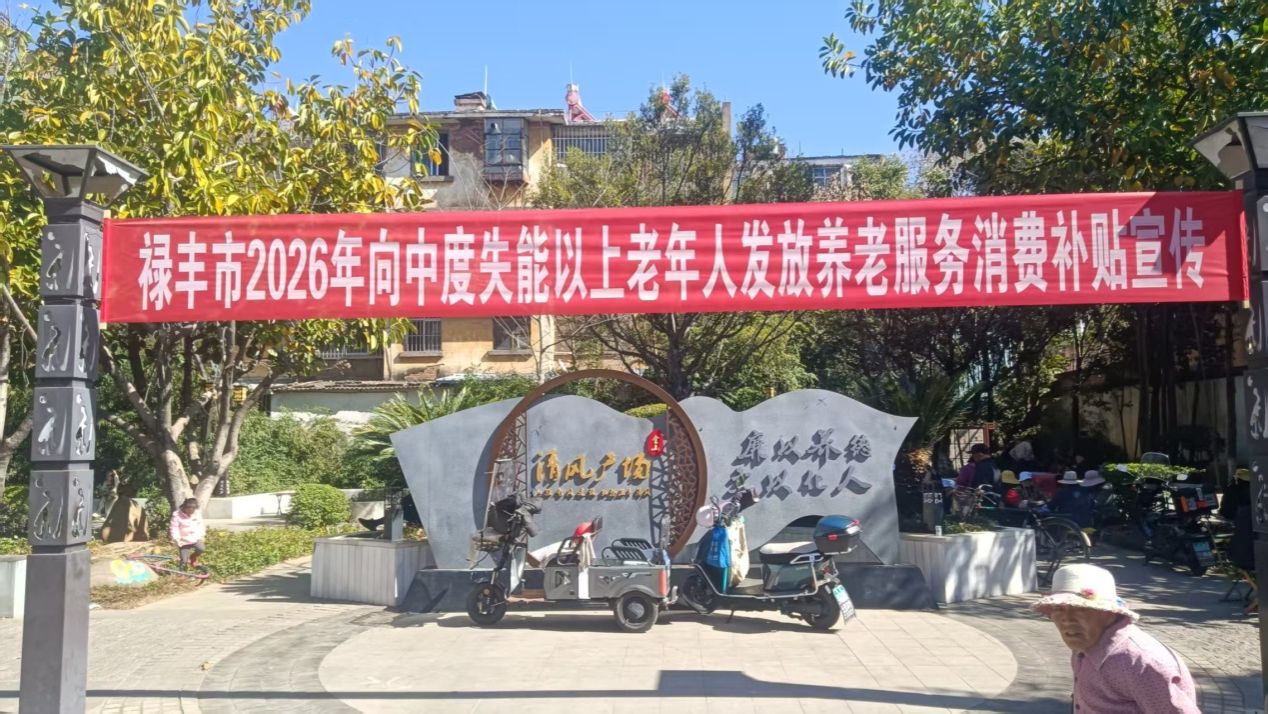 禄丰市2026年向中度失能以上老年人发放养老服务消费补贴宣传
清风广场
廉以养德
文以化人